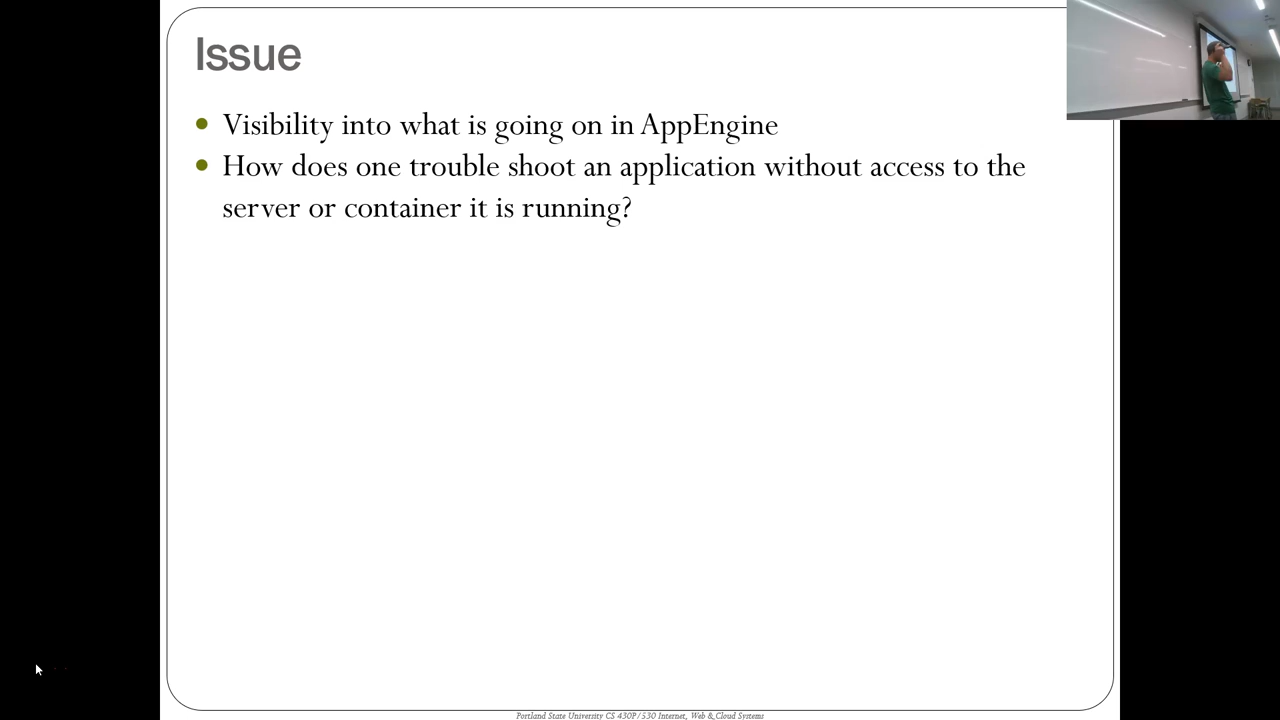 Issue
• Visibility into what is going on in AppEngine
• How does one trouble shoot an application without access to the
server or container it is running?
Portland State University CS 430P/530 Internet, Web & Cloud Systems